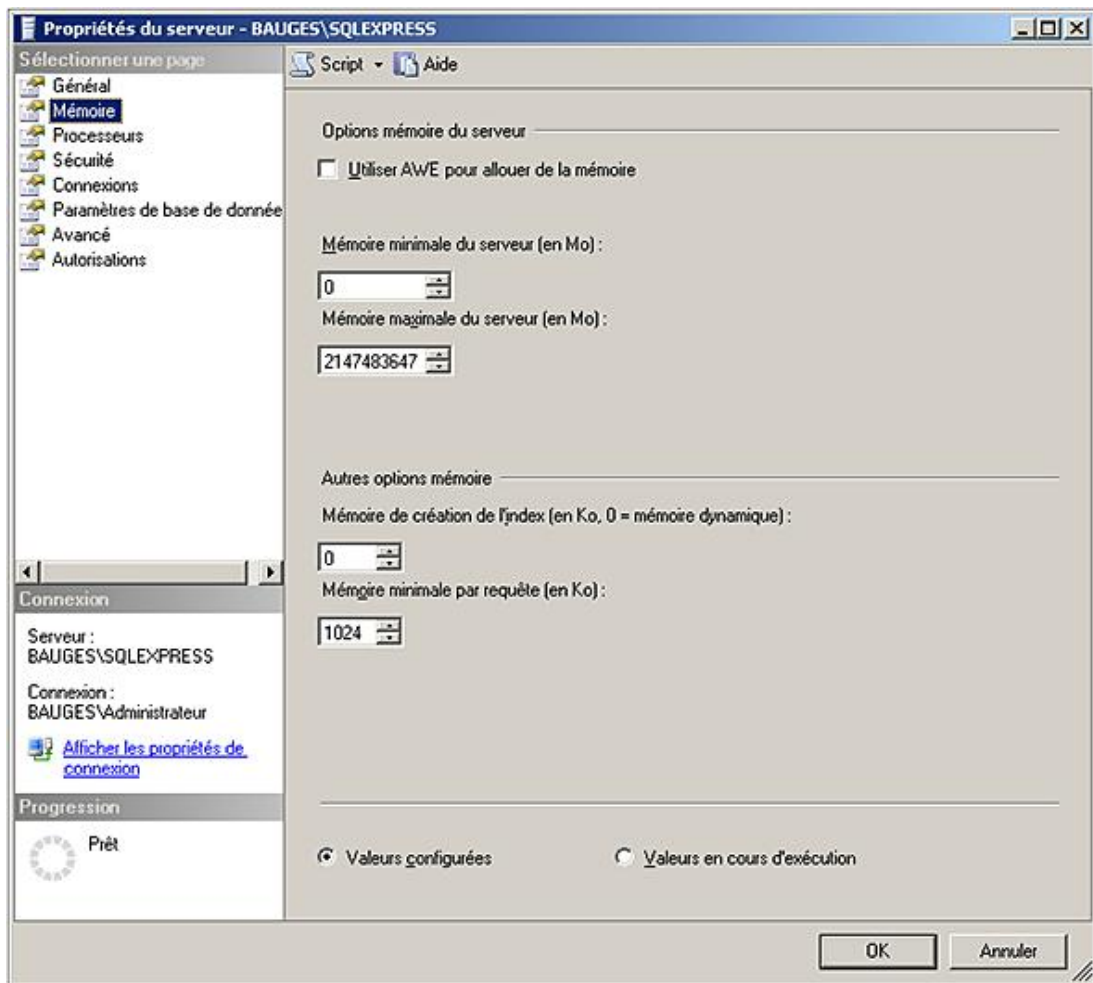 Propriétés du serveur - BAUGES\SQLEXPRESS
Sélectionner une page
Général
Mémoire
Processeurs
Sécurité
Connexions
Paramètres de base de donnée
Avancé
Autorisations
Connexion
Serveur :
BAUGES\SQLEXPRESS
Connexion :
BAUGES\Administrateur
Afficher les propriétés de
connexion
Progression
Prêt
Script
Aide
Options mémoire du serveur
Utiliser AWE pour allouer de la mémoire
Mémoire minimale du serveur (en Mo) :
0
Mémoire maximale du serveur (en Mo) :
2147483647
Autres options mémoire
Mémoire de création de l'index (en Ko, 0 = mémoire dynamique) :
0
Mémoire minimale par requête (en Ko) :
1024
Valeurs configurées
Valeurs en cours d'exécution
OK
Annuler